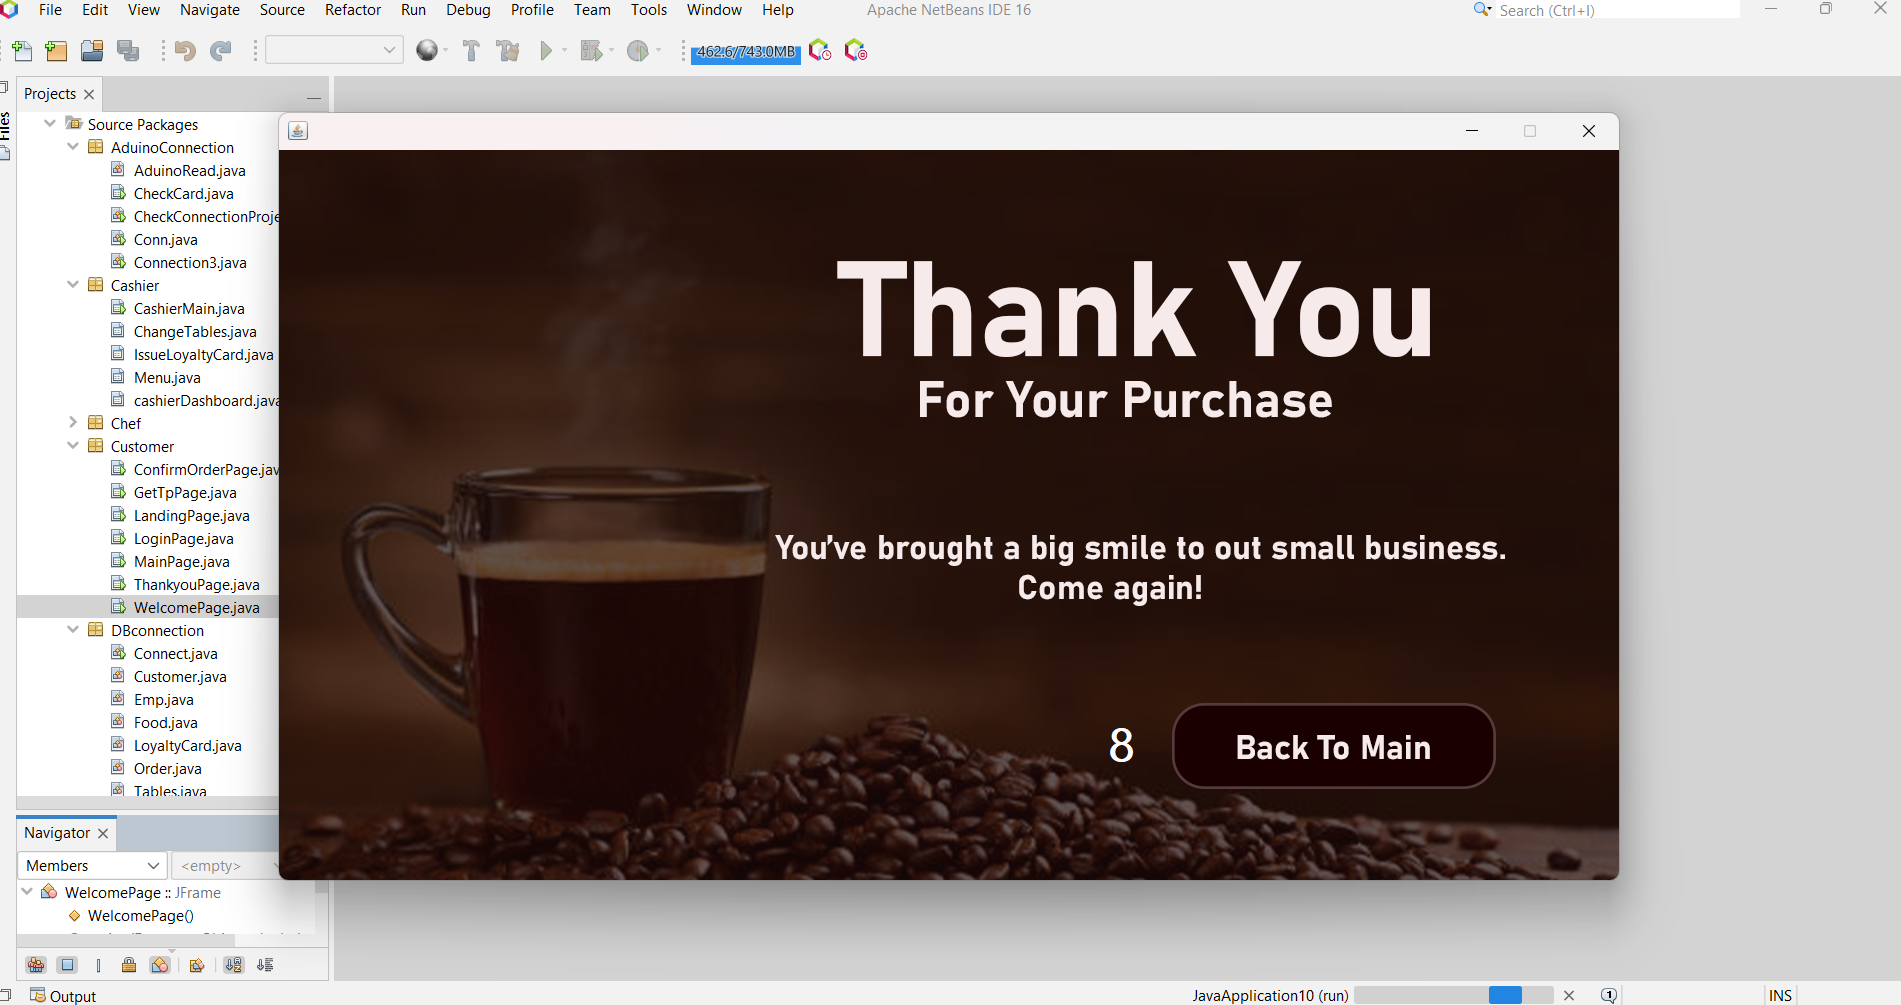 File Edit View Navigate Source Refactor Run Debug Profile Team Tools Window Help
Apache NetBeans IDE 16
Search (Ctrl+I)
462.6/743.0MB
Projects
Files
Source Packages
AduinoConnection
AduinoRead.java
CheckCard.java
CheckConnectionProje
Conn.java
Connection3.java
Cashier
CashierMain.java
ChangeTables.java
IssueLoyaltyCard.java
Menu.java
cashierDashboard.java
Chef
Customer
ConfirmOrderPage.jav
GetTpPage.java
LandingPage.java
LoginPage.java
MainPage.java
ThankyouPage.java
WelcomePage.java
DBconnection
Connect.java
Customer.java
Emp.java
Food.java
LoyaltyCard.java
Order.java
Tables.java
Thank You
For Your Purchase
You’ve brought a big smile to out small business.
Come again!
8
Back To Main
Navigator
Members
<empty>
WelcomePage :: JFrame
WelcomePage()
Output
JavaApplication10 (run)
1
INS